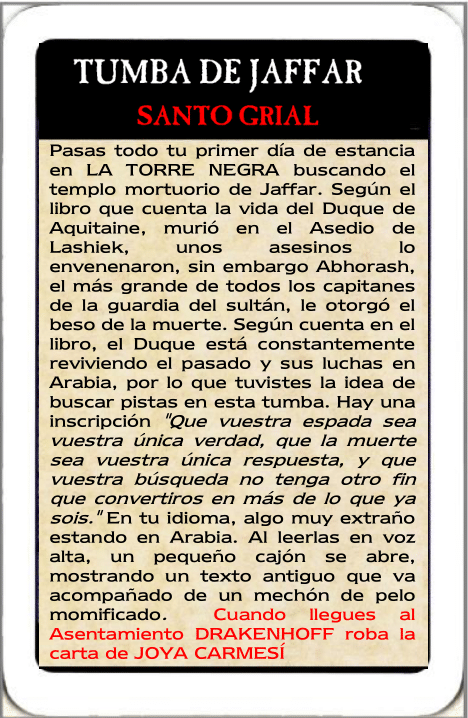 TUMBA DE JAFFAR
SANTO GRIAL
Pasas todo tu primer día de estancia
en LA TORRE NEGRA buscando el
templo mortuorio de Jaffar. Según el
libro que cuenta la vida del Duque de
Aquitaine, murió en el Asedio de
Lashiek, unos asesinos lo
envenenaron, sin embargo Abhorash,
el más grande de todos los capitanes
de la guardia del sultán, le otorgó el
beso de la muerte. Según cuenta en el
libro, el Duque está constantemente
reviviendo el pasado y sus luchas en
Arabia, por lo que tuvistes la idea de
buscar pistas en esta tumba. Hay una
inscripción "Que vuestra espada sea
vuestra única verdad, que la muerte
sea vuestra única respuesta, y que
vuestra búsqueda no tenga otro fin
que convertiros en más de lo que ya
sois." En tu idioma, algo muy extraño
estando en Arabia. Al leerlas en voz
alta, un pequeño cajón se abre,
mostrando un texto antiguo que va
acompañado de un mechón de pelo
momificado. Cuando llegues al
Asentamiento DRAKENHOFF roba la
carta de JOYA CARMESÍ